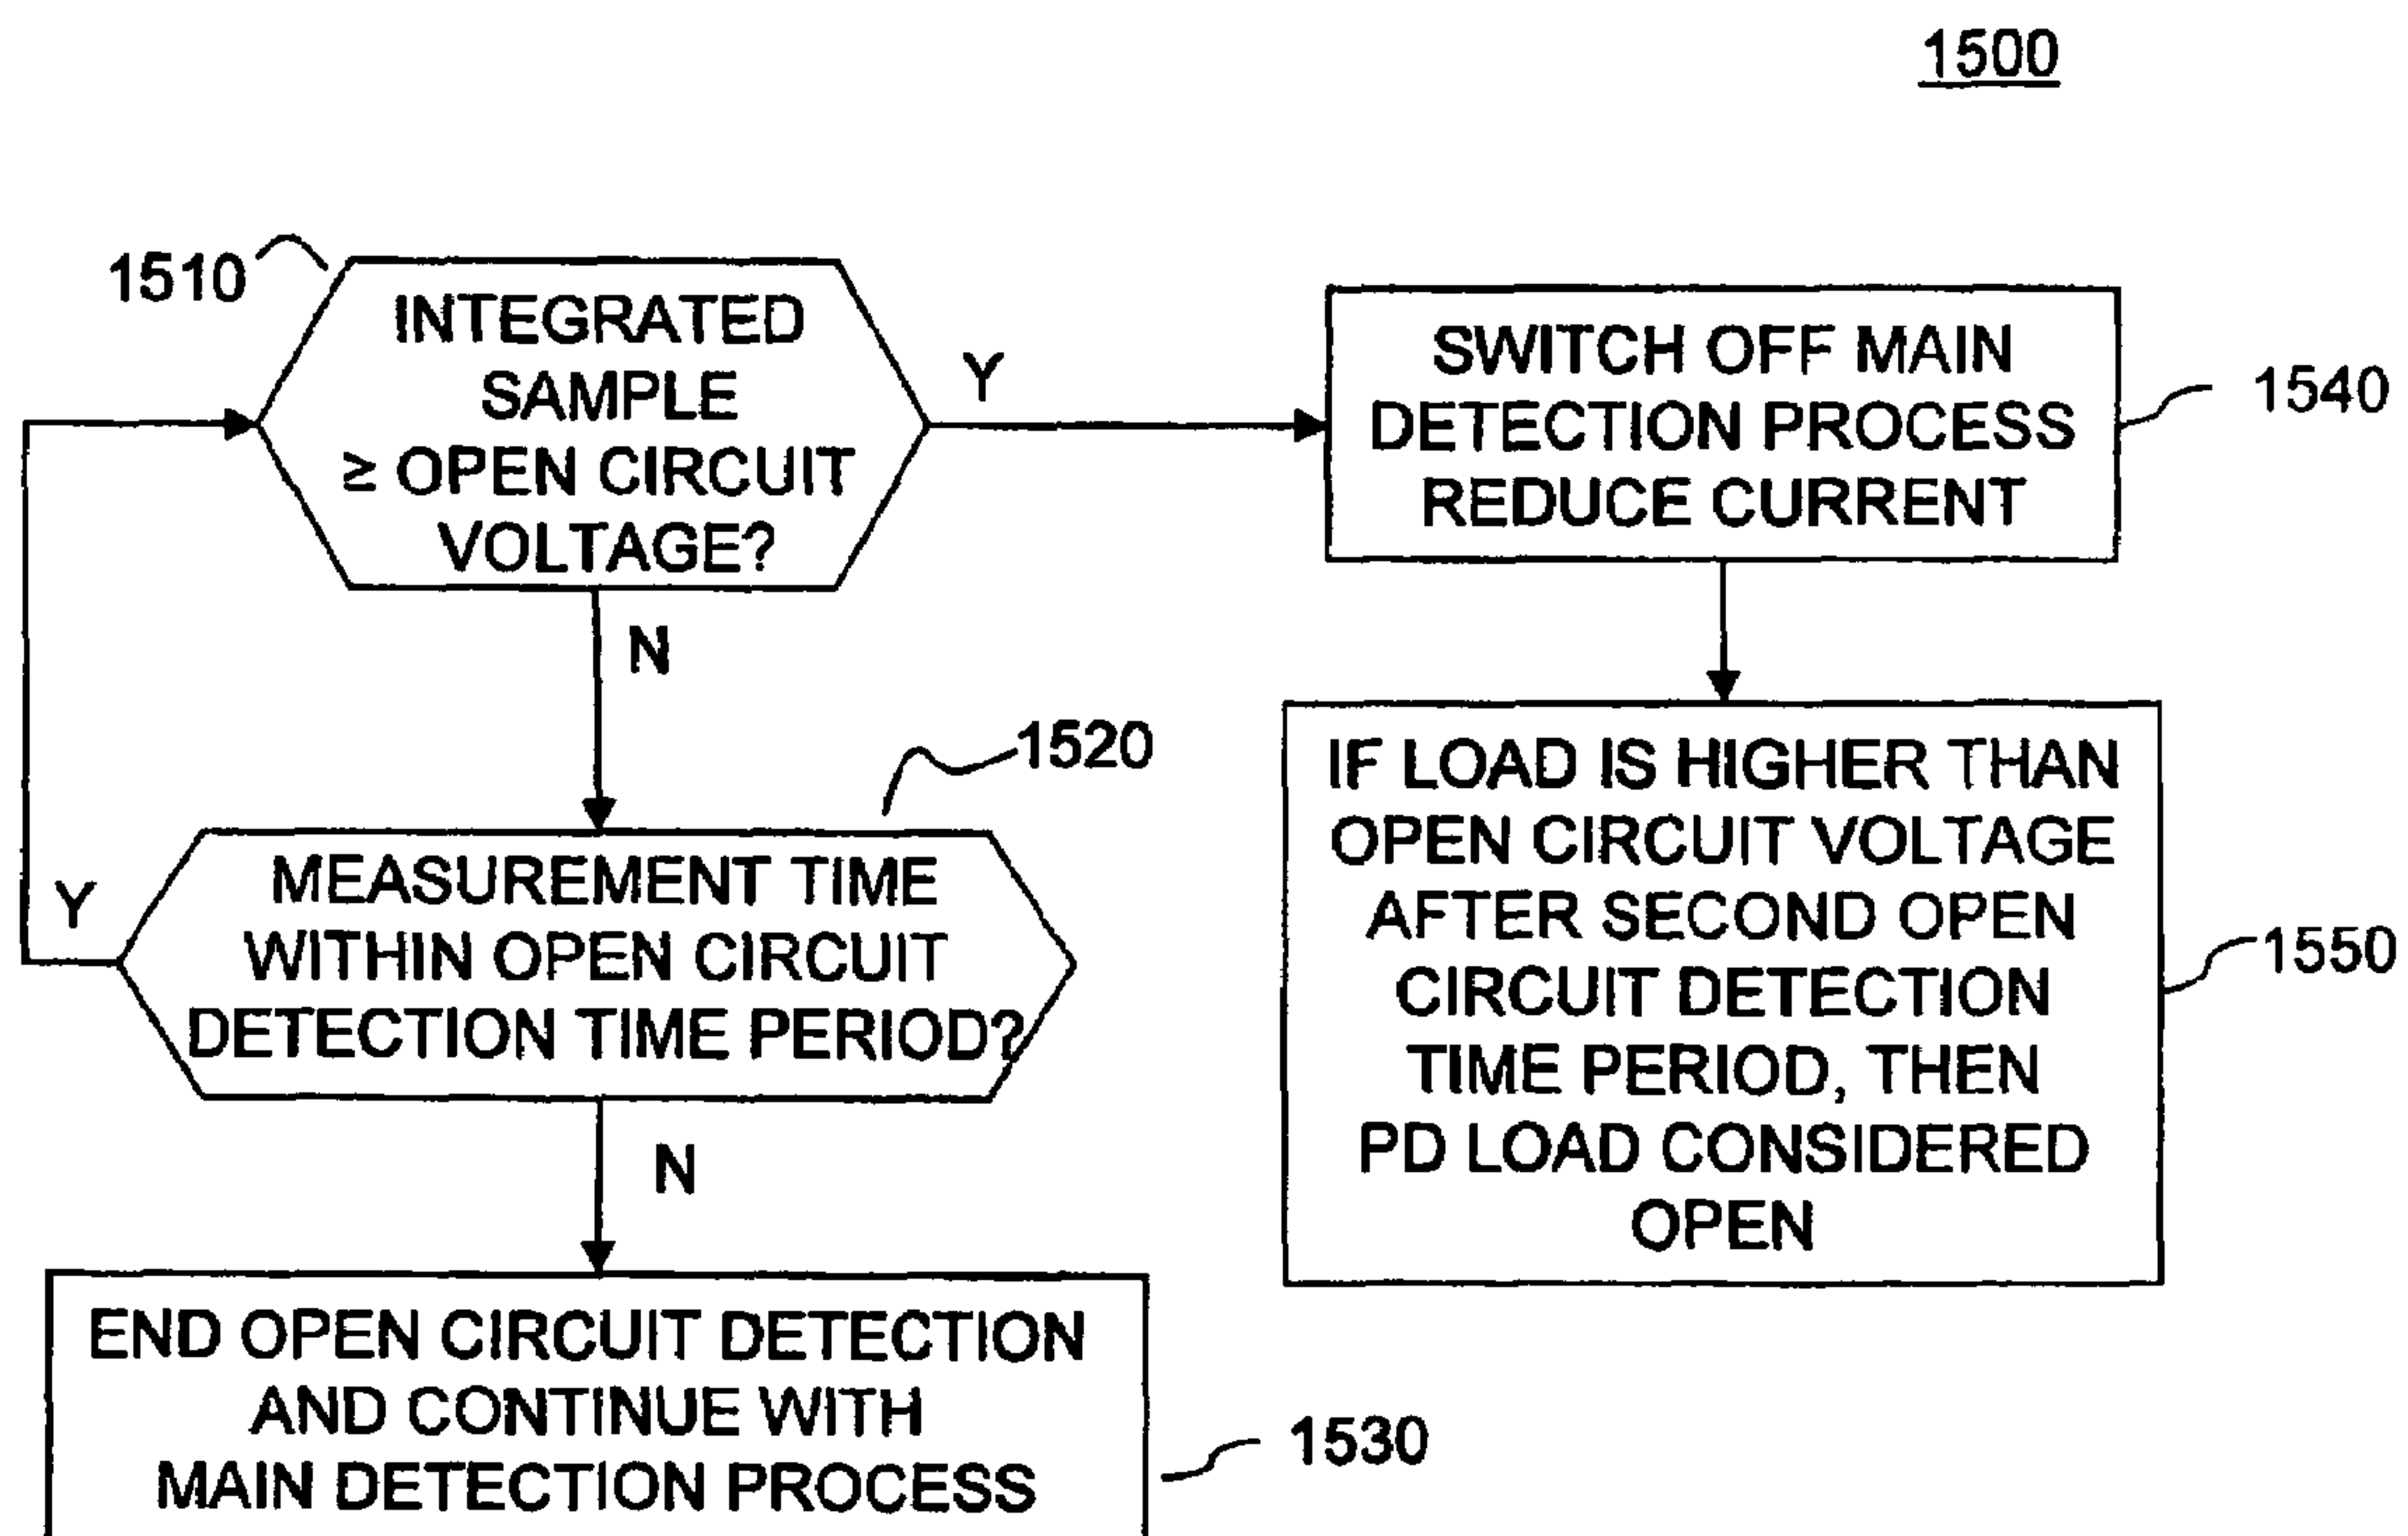 1500
1510
INTEGRATED
SAMPLE
≥ OPEN CIRCUIT
VOLTAGE?
Y
SWITCH OFF MAIN
DETECTION PROCESS
REDUCE CURRENT
1540
N
1520
MEASUREMENT TIME
WITHIN OPEN CIRCUIT
DETECTION TIME PERIOD?
Y
N
IF LOAD IS HIGHER THAN
OPEN CIRCUIT VOLTAGE
AFTER SECOND OPEN
CIRCUIT DETECTION
TIME PERIOD, THEN
PD LOAD CONSIDERED
OPEN
1550
END OPEN CIRCUIT DETECTION
AND CONTINUE WITH
MAIN DETECTION PROCESS
1530